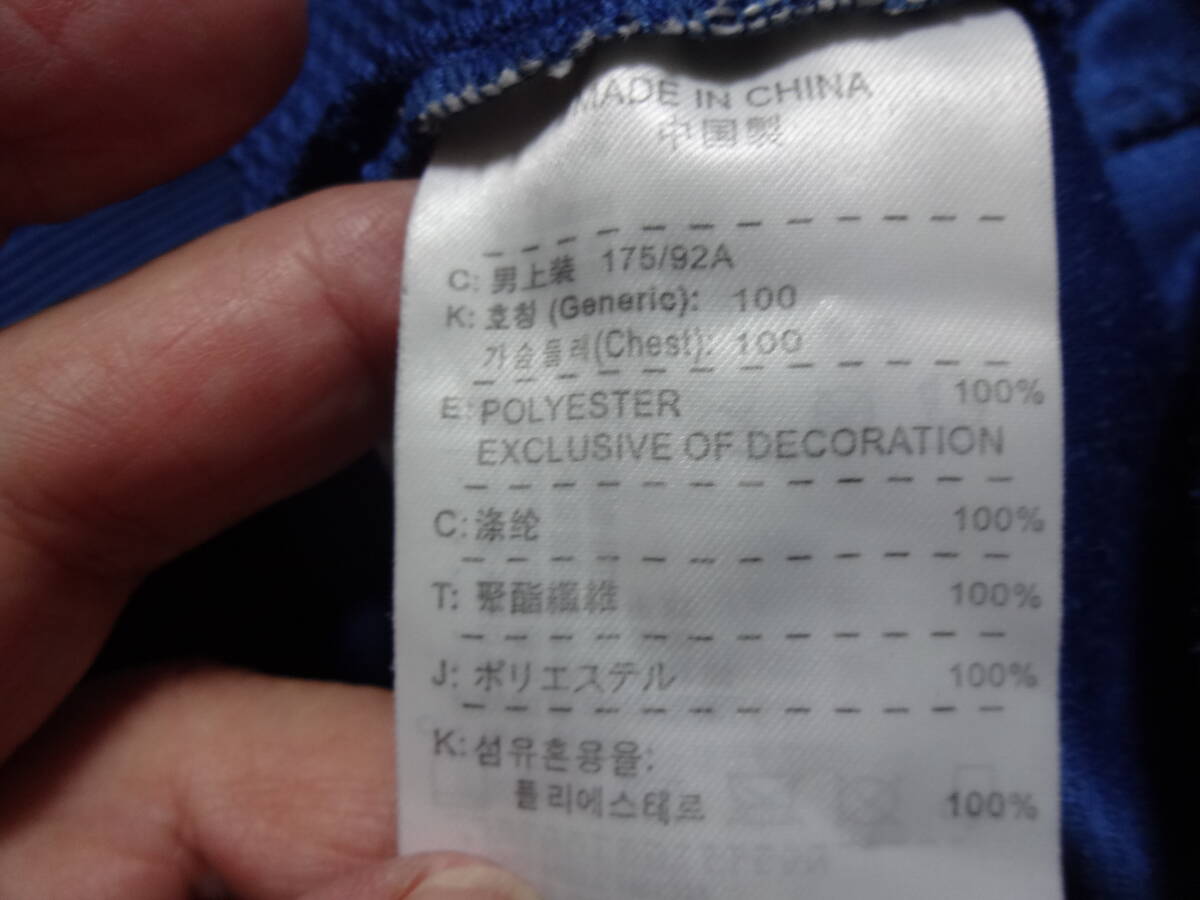 MADE IN CHINA
中国製
C: 男上装 175/92A
K: 호칭 (Generic): 100
가슴둘레(Chest): 100
E: POLYESTER 100%
EXCLUSIVE OF DECORATION
C: 涤纶 100%
T: 聚酯纖維 100%
J: ポリエステル 100%
K: 섬유혼용율:
폴리에스테르 100%